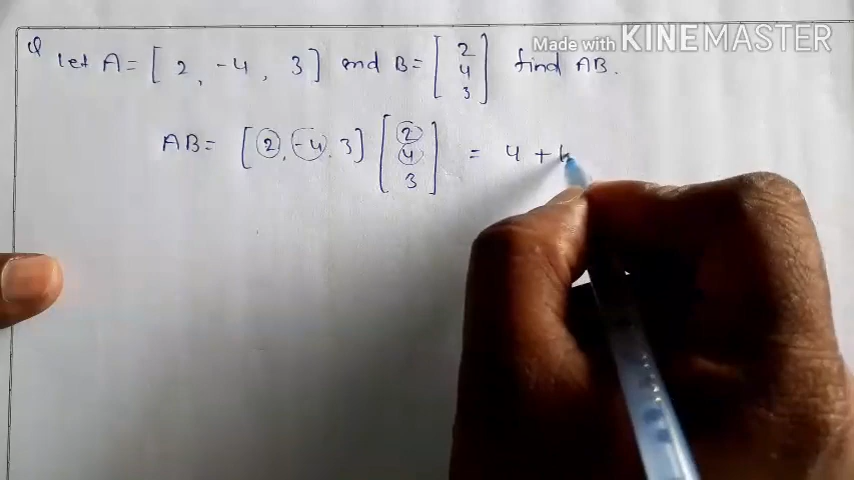 Made with KINEMASTER
Q let A = [ 2 , -4 , 3 ] and B = [ 2 4 3 ] find AB.
AB = [ 2 , -4 , 3 ] [ 2 4 3 ] = 4 +